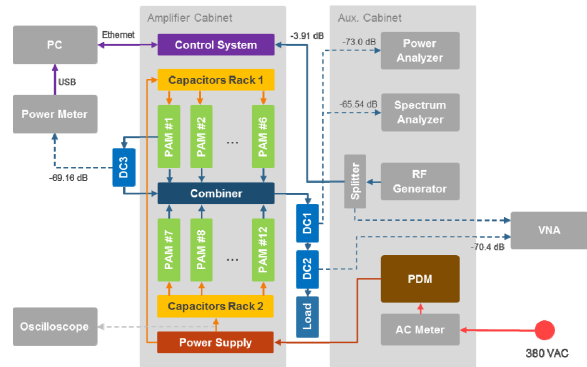 Amplifier Cabinet
Aux. Cabinet
PC
Ethernet
Control System
-3.91 dB
-73.0 dB
Power
Analyzer
USB
Capacitors Rack 1
Power Meter
PAM #1
PAM #2
...
PAM #6
-65.54 dB
Spectrum
Analyzer
-69.16 dB
DC3
Combiner
Splitter
RF
Generator
DC1
PAM #7
PAM #8
...
PAM #12
VNA
-70.4 dB
DC2
PDM
Capacitors Rack 2
Load
Oscilloscope
Power Supply
AC Meter
380 VAC